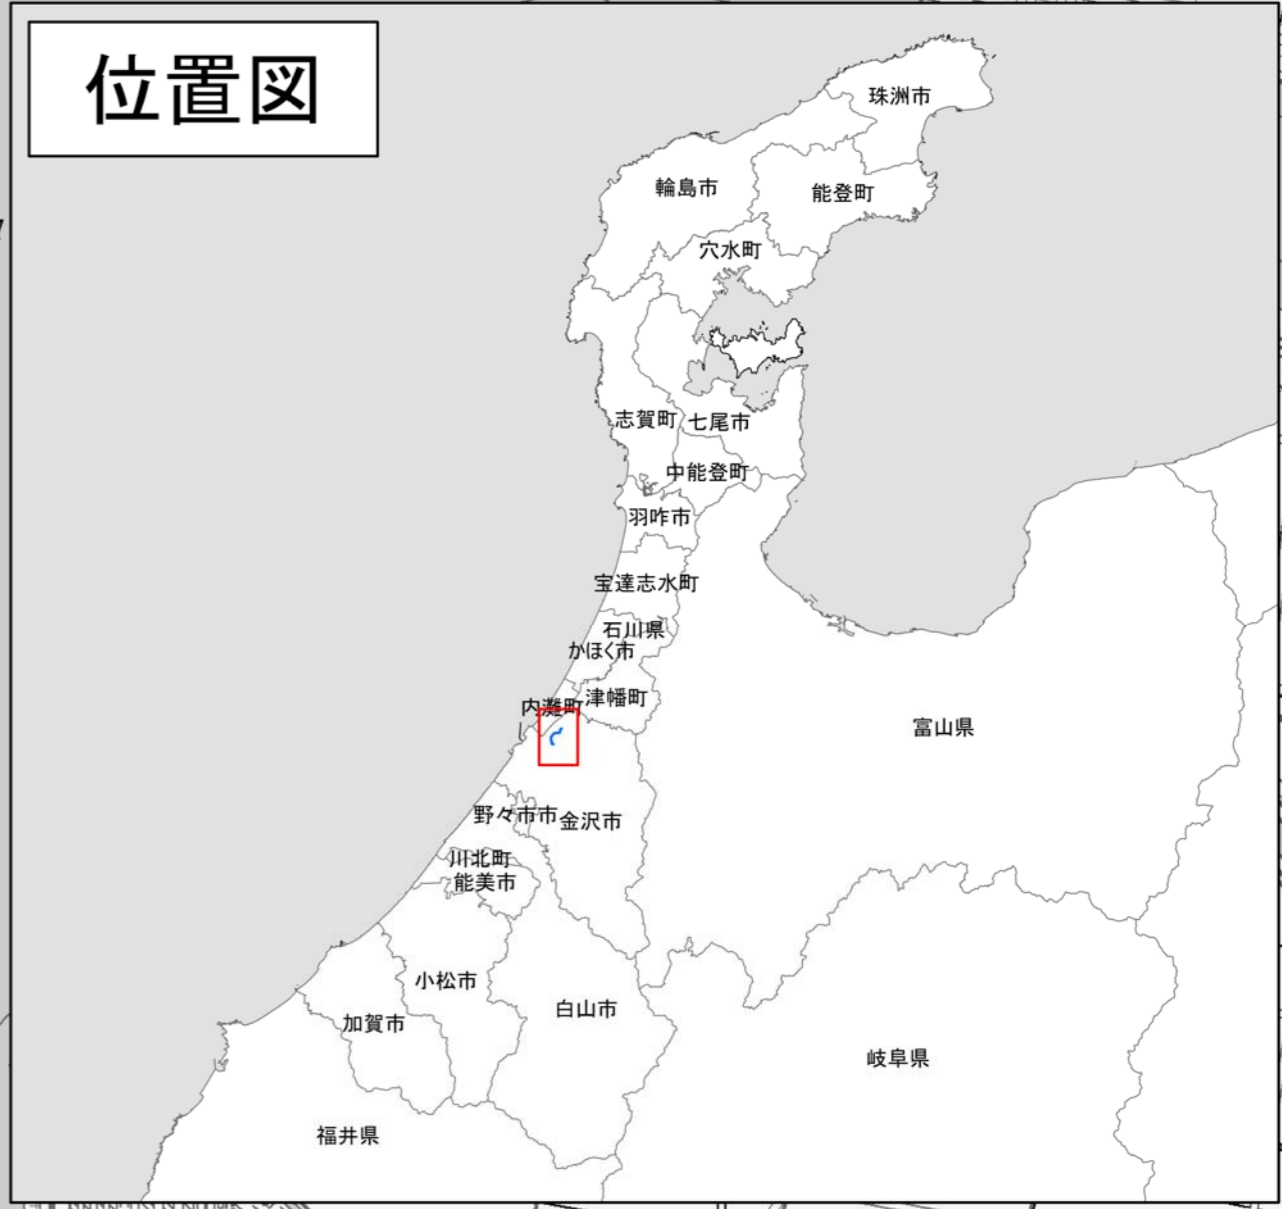 位置図
珠洲市
輪島市
能登町
穴水町
志賀町
七尾市
中能登町
羽咋市
宝達志水町
石川県
かほく市
津幡町
内灘町
富山県
野々市市
金沢市
川北町
能美市
小松市
白山市
加賀市
岐阜県
福井県